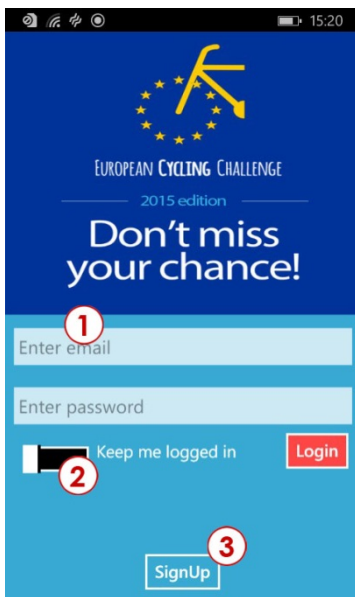 15:20
EUROPEAN CYCLING CHALLENGE
2015 edition
Don't miss
your chance!
1
Enter email
Enter password
Keep me logged in
Login
2
3
SignUp